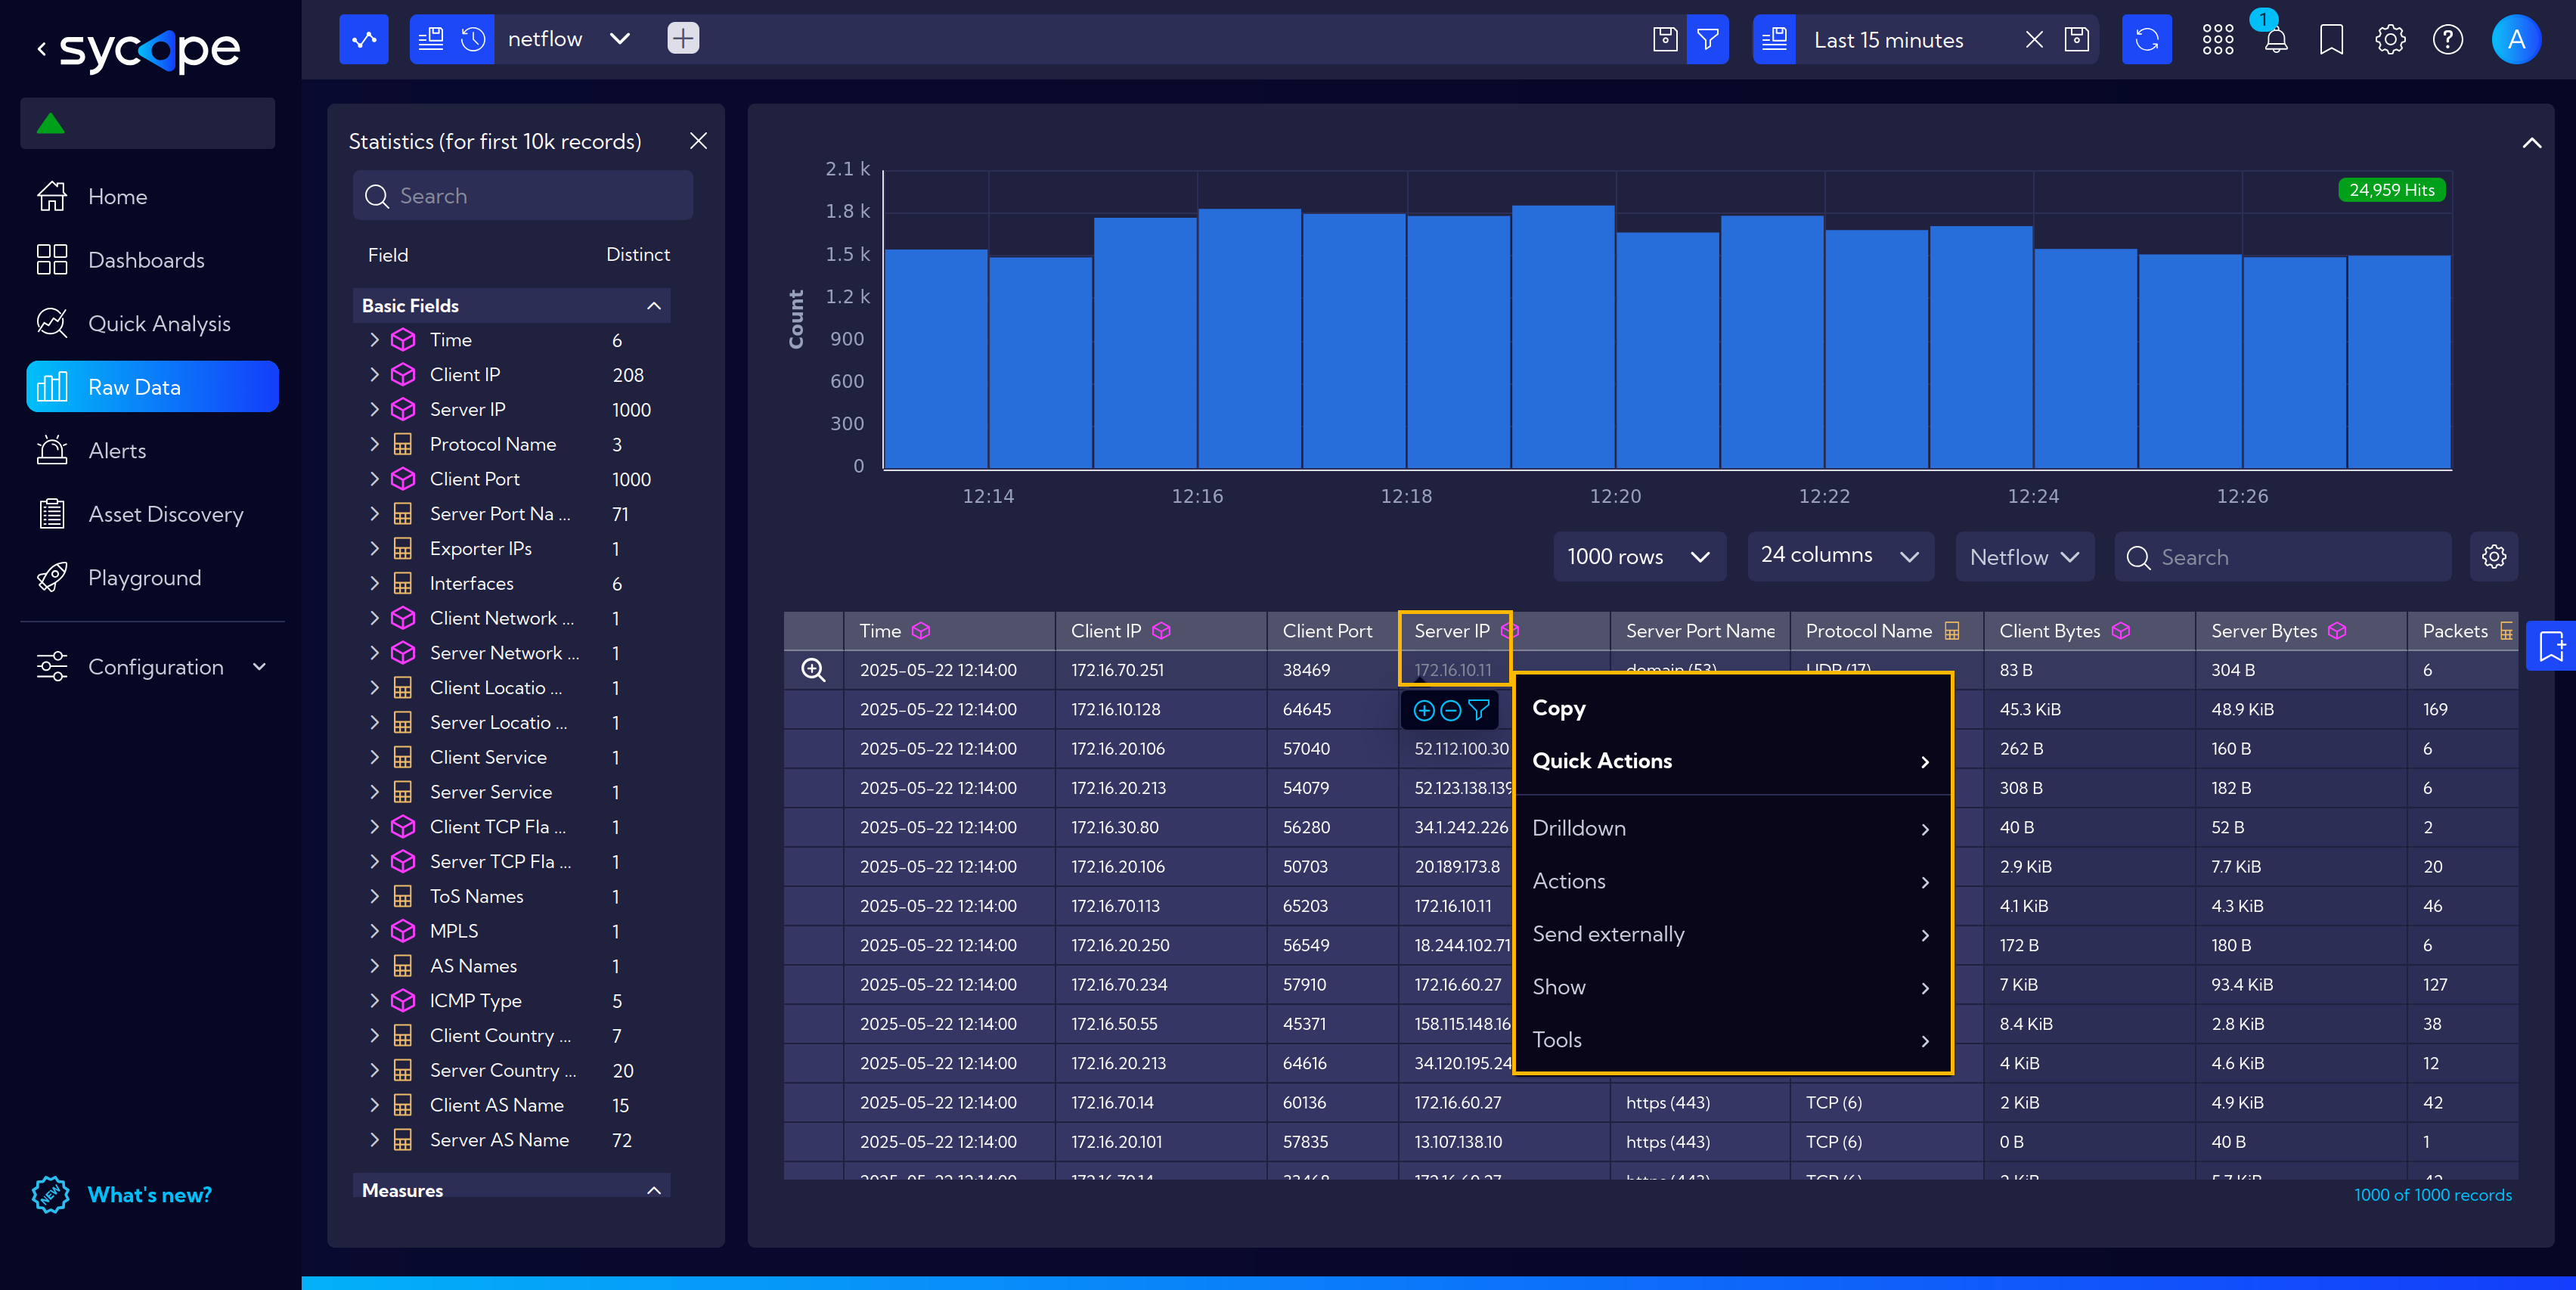 sycope
netflow
Last 15 minutes
1
A
Home
Dashboards
Quick Analysis
Raw Data
Alerts
Asset Discovery
Playground
Configuration
NEW
What's new?
Statistics (for first 10k records)
Search
Field Distinct
Basic Fields
Time 6
Client IP 208
Server IP 1000
Protocol Name 3
Client Port 1000
Server Port Na ... 71
Exporter IPs 1
Interfaces 6
Client Network ... 1
Server Network ... 1
Client Locatio ... 1
Server Locatio ... 1
Client Service 1
Server Service 1
Client TCP Fla ... 1
Server TCP Fla ... 1
ToS Names 1
MPLS 1
AS Names 1
ICMP Type 5
Client Country ... 7
Server Country ... 20
Client AS Name 15
Server AS Name 72
Measures
24,959 Hits
Count
2.1 k
1.8 k
1.5 k
1.2 k
900
600
300
0
12:14 12:16 12:18 12:20 12:22 12:24 12:26
1000 rows 24 columns Netflow Search
Time Client IP Client Port Server IP Server Port Name Protocol Name Client Bytes Server Bytes Packets
2025-05-22 12:14:00 172.16.70.251 38469 172.16.10.11 domain (53) UDP (17) 83 B 304 B 6
2025-05-22 12:14:00 172.16.10.128 64645 45.3 KiB 48.9 KiB 169
2025-05-22 12:14:00 172.16.20.106 57040 52.112.100.30 262 B 160 B 6
2025-05-22 12:14:00 172.16.20.213 54079 52.123.138.139 308 B 182 B 6
2025-05-22 12:14:00 172.16.30.80 56280 34.1.242.226 40 B 52 B 2
2025-05-22 12:14:00 172.16.20.106 50703 20.189.173.8 2.9 KiB 7.7 KiB 20
2025-05-22 12:14:00 172.16.70.113 65203 172.16.10.11 4.1 KiB 4.3 KiB 46
2025-05-22 12:14:00 172.16.20.250 56549 18.244.102.71 172 B 180 B 6
2025-05-22 12:14:00 172.16.70.234 57910 172.16.60.27 7 KiB 93.4 KiB 127
2025-05-22 12:14:00 172.16.50.55 45371 158.115.148.16 8.4 KiB 2.8 KiB 38
2025-05-22 12:14:00 172.16.20.213 64616 34.120.195.24 4 KiB 4.6 KiB 12
2025-05-22 12:14:00 172.16.70.14 60136 172.16.60.27 https (443) TCP (6) 2 KiB 4.9 KiB 42
2025-05-22 12:14:00 172.16.20.101 57835 13.107.138.10 https (443) TCP (6) 0 B 40 B 1
Copy
Quick Actions
Drilldown
Actions
Send externally
Show
Tools
1000 of 1000 records